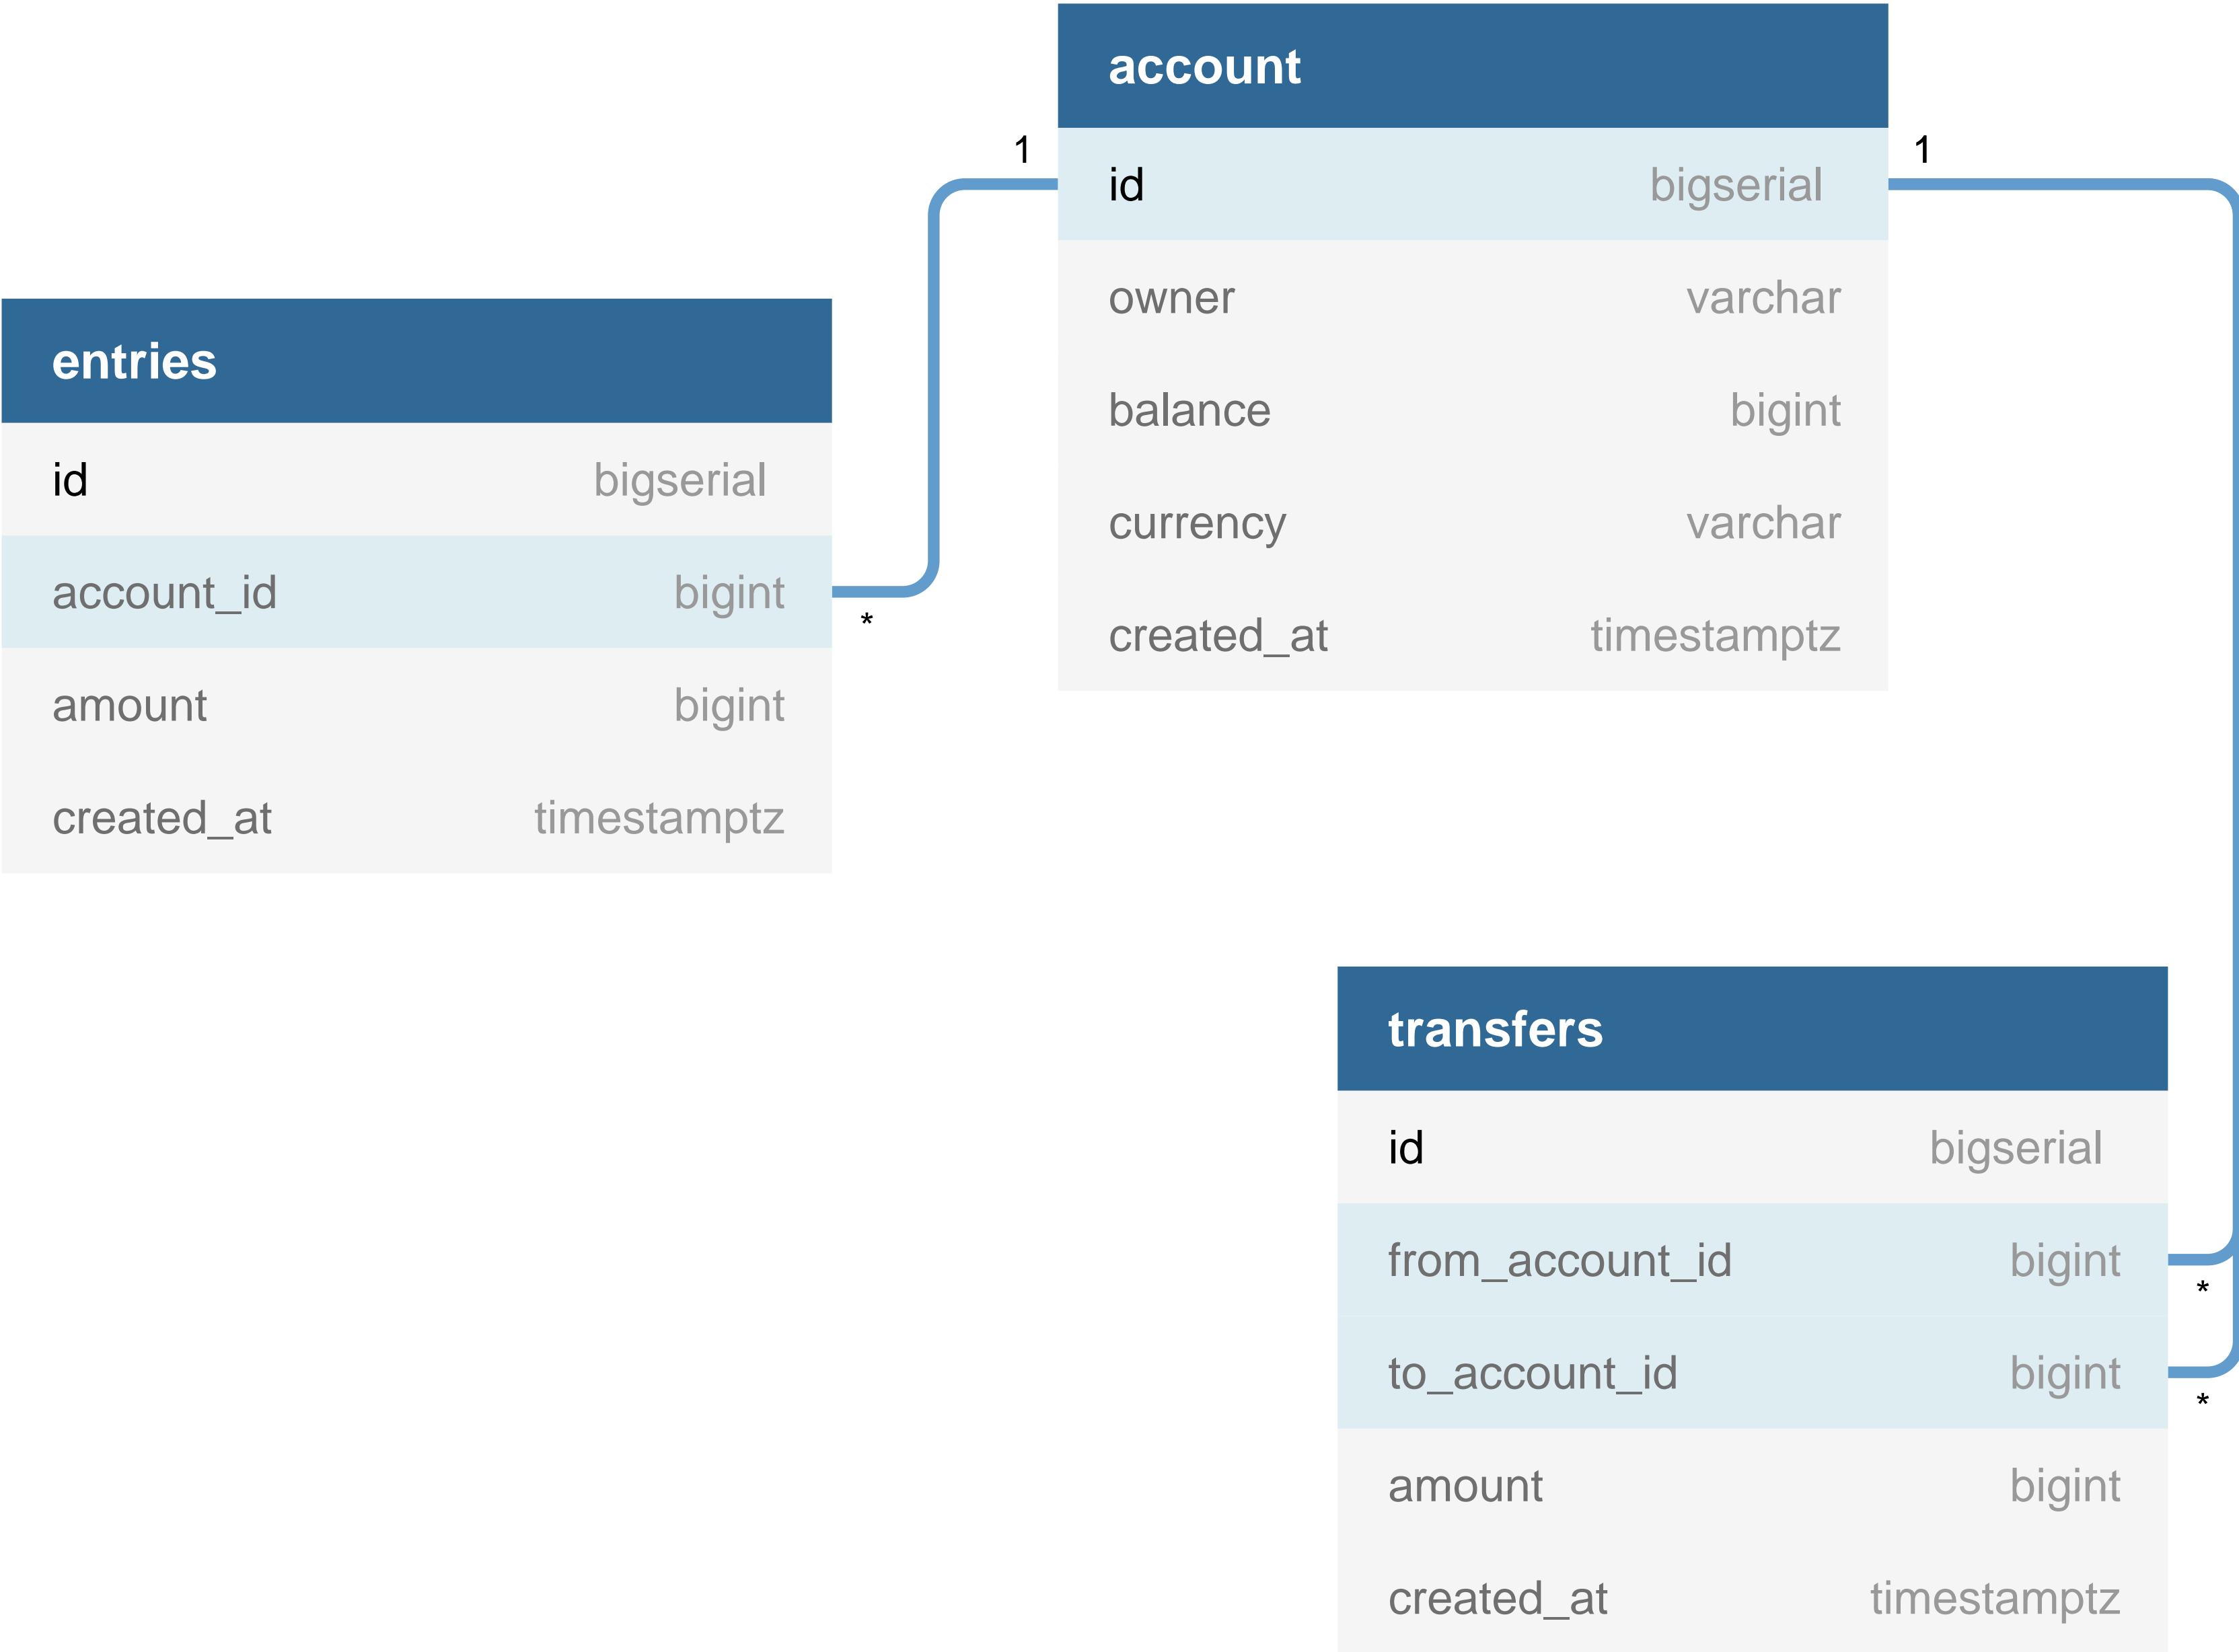 account
1
1
id bigserial
owner varchar
balance bigint
currency varchar
created_at timestamptz
entries
id bigserial
account_id bigint
*
amount bigint
created_at timestamptz
transfers
id bigserial
from_account_id bigint
*
to_account_id bigint
*
amount bigint
created_at timestamptz